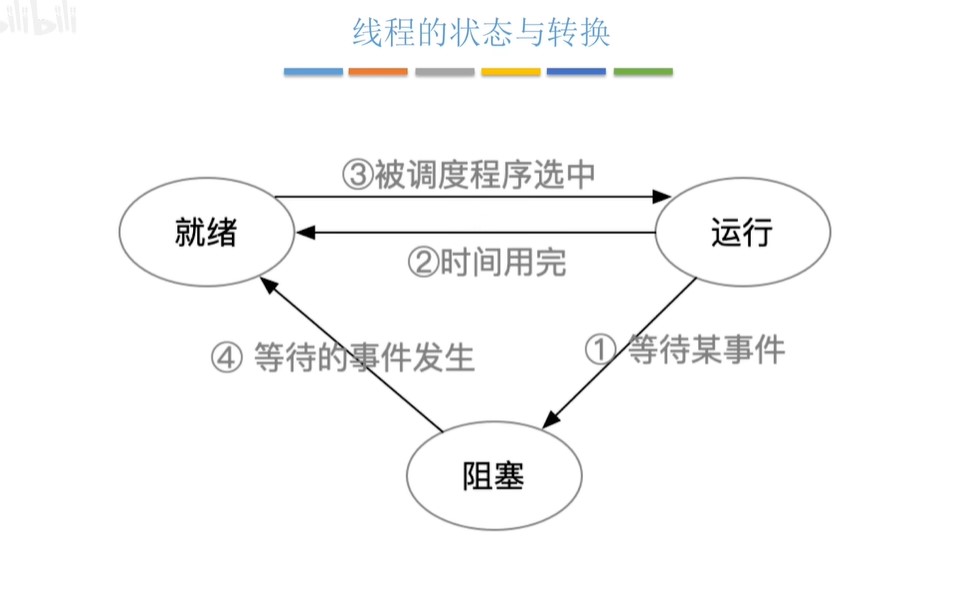 bilibili
线程的状态与转换
③被调度程序选中
就绪
运行
②时间用完
④ 等待的事件发生
① 等待某事件
阻塞